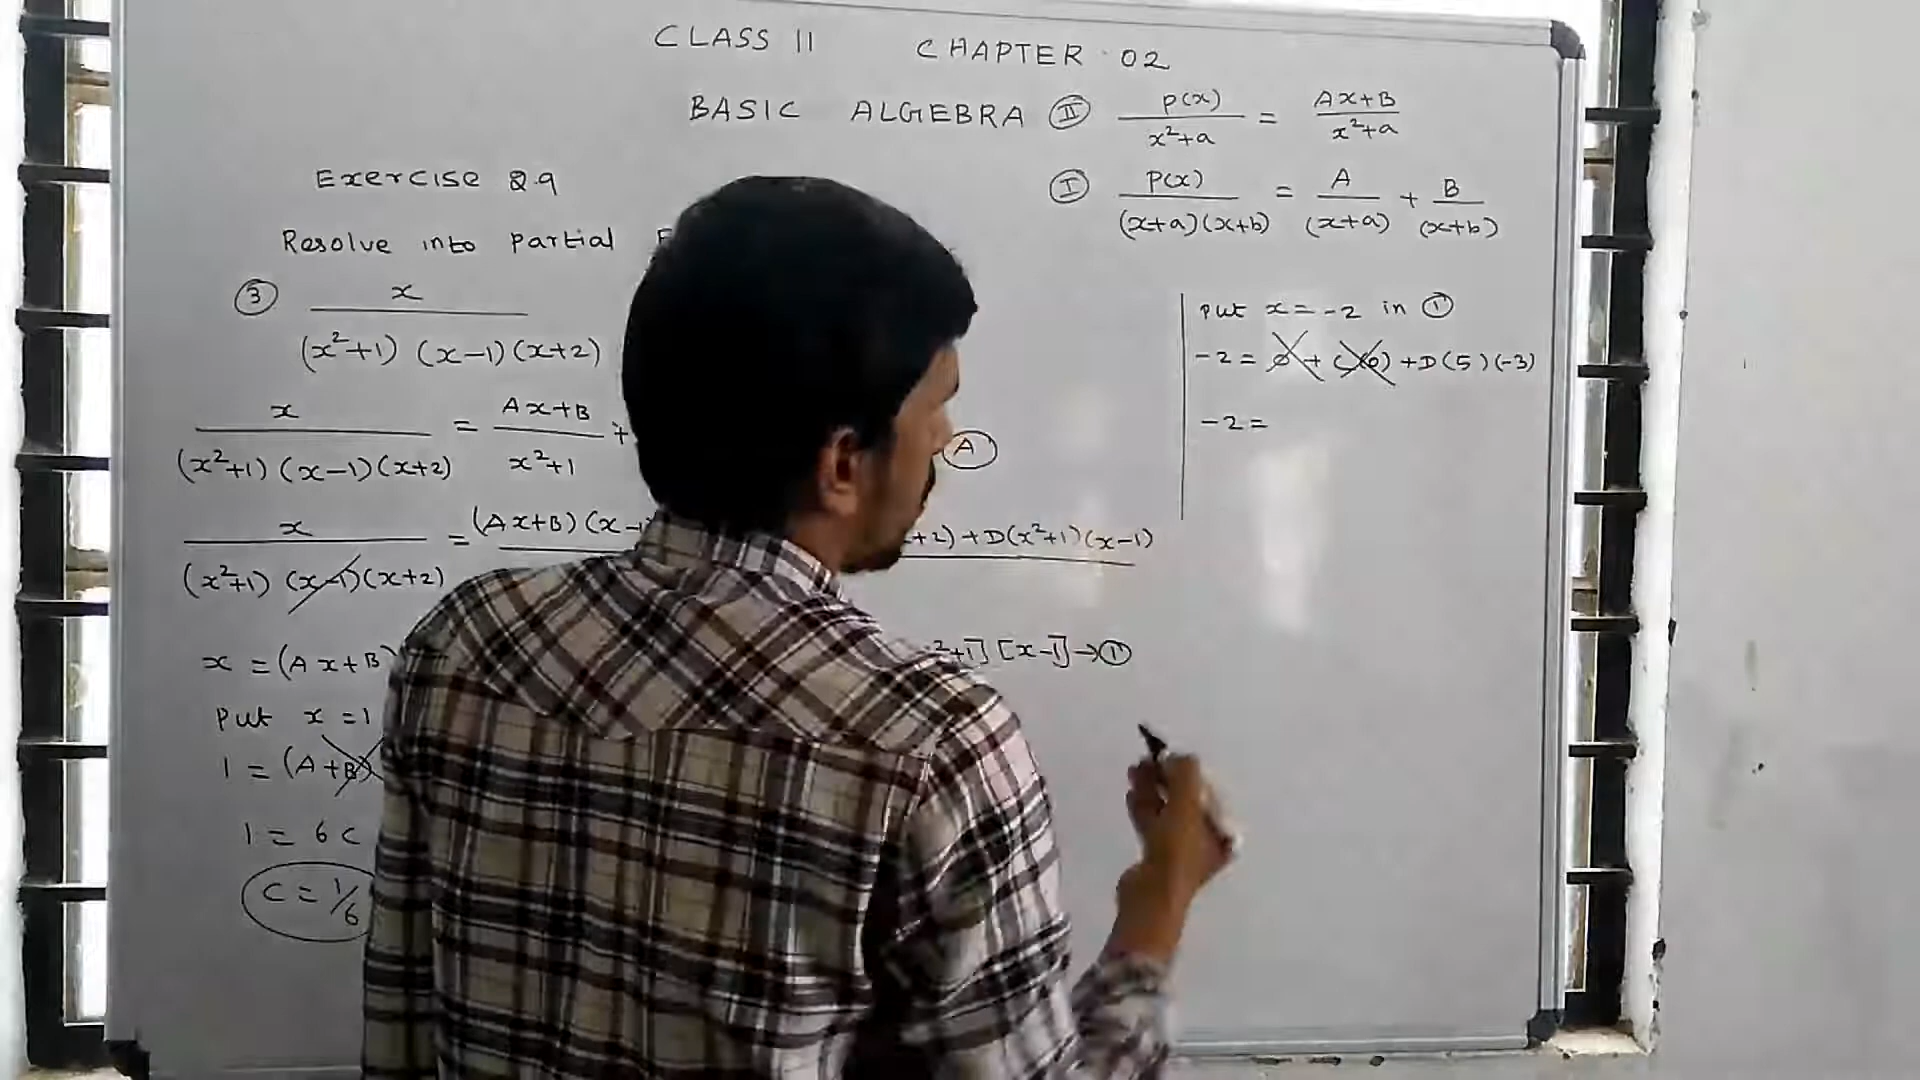 CLASS 11 CHAPTER-02
BASIC ALGEBRA
(II) P(x)/(x²+a) = (Ax+B)/(x²+a)
Exercise 2.9
(I) P(x)/((x+a)(x+b)) = A/(x+a) + B/(x+b)
Resolve into partial
(3) x/((x²+1) (x-1)(x+2))
x/((x²+1)(x-1)(x+2)) = (Ax+B)/(x²+1) +
(A)
x/((x²+1)(x-1)(x+2)) = (Ax+B)(x-1 +2)+D(x²+1)(x-1)
x = (Ax+B) ²+1][x-1] → (1)
Put x = 1
1 = (A+B)
1 = 6C
C = 1/6
Put x = -2 in (1)
-2 = 0 + C(0) + D(5)(-3)
-2 =